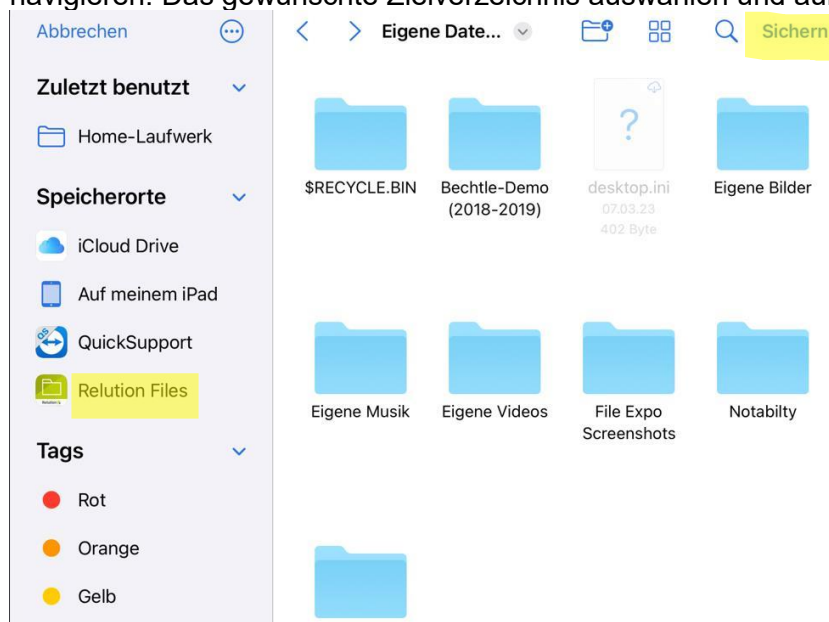 navigieren. Das gewünschte Zielverzeichnis auswählen und auf
Abbrechen
Eigene Date...
Sichern
Zuletzt benutzt
Home-Laufwerk
Speicherorte
iCloud Drive
Auf meinem iPad
QuickSupport
Relution Files
Tags
Rot
Orange
Gelb
$RECYCLE.BIN
Bechtle-Demo
(2018-2019)
?
desktop.ini
07.03.23
402 Byte
Eigene Bilder
Eigene Musik
Eigene Videos
File Expo
Screenshots
Notabilty